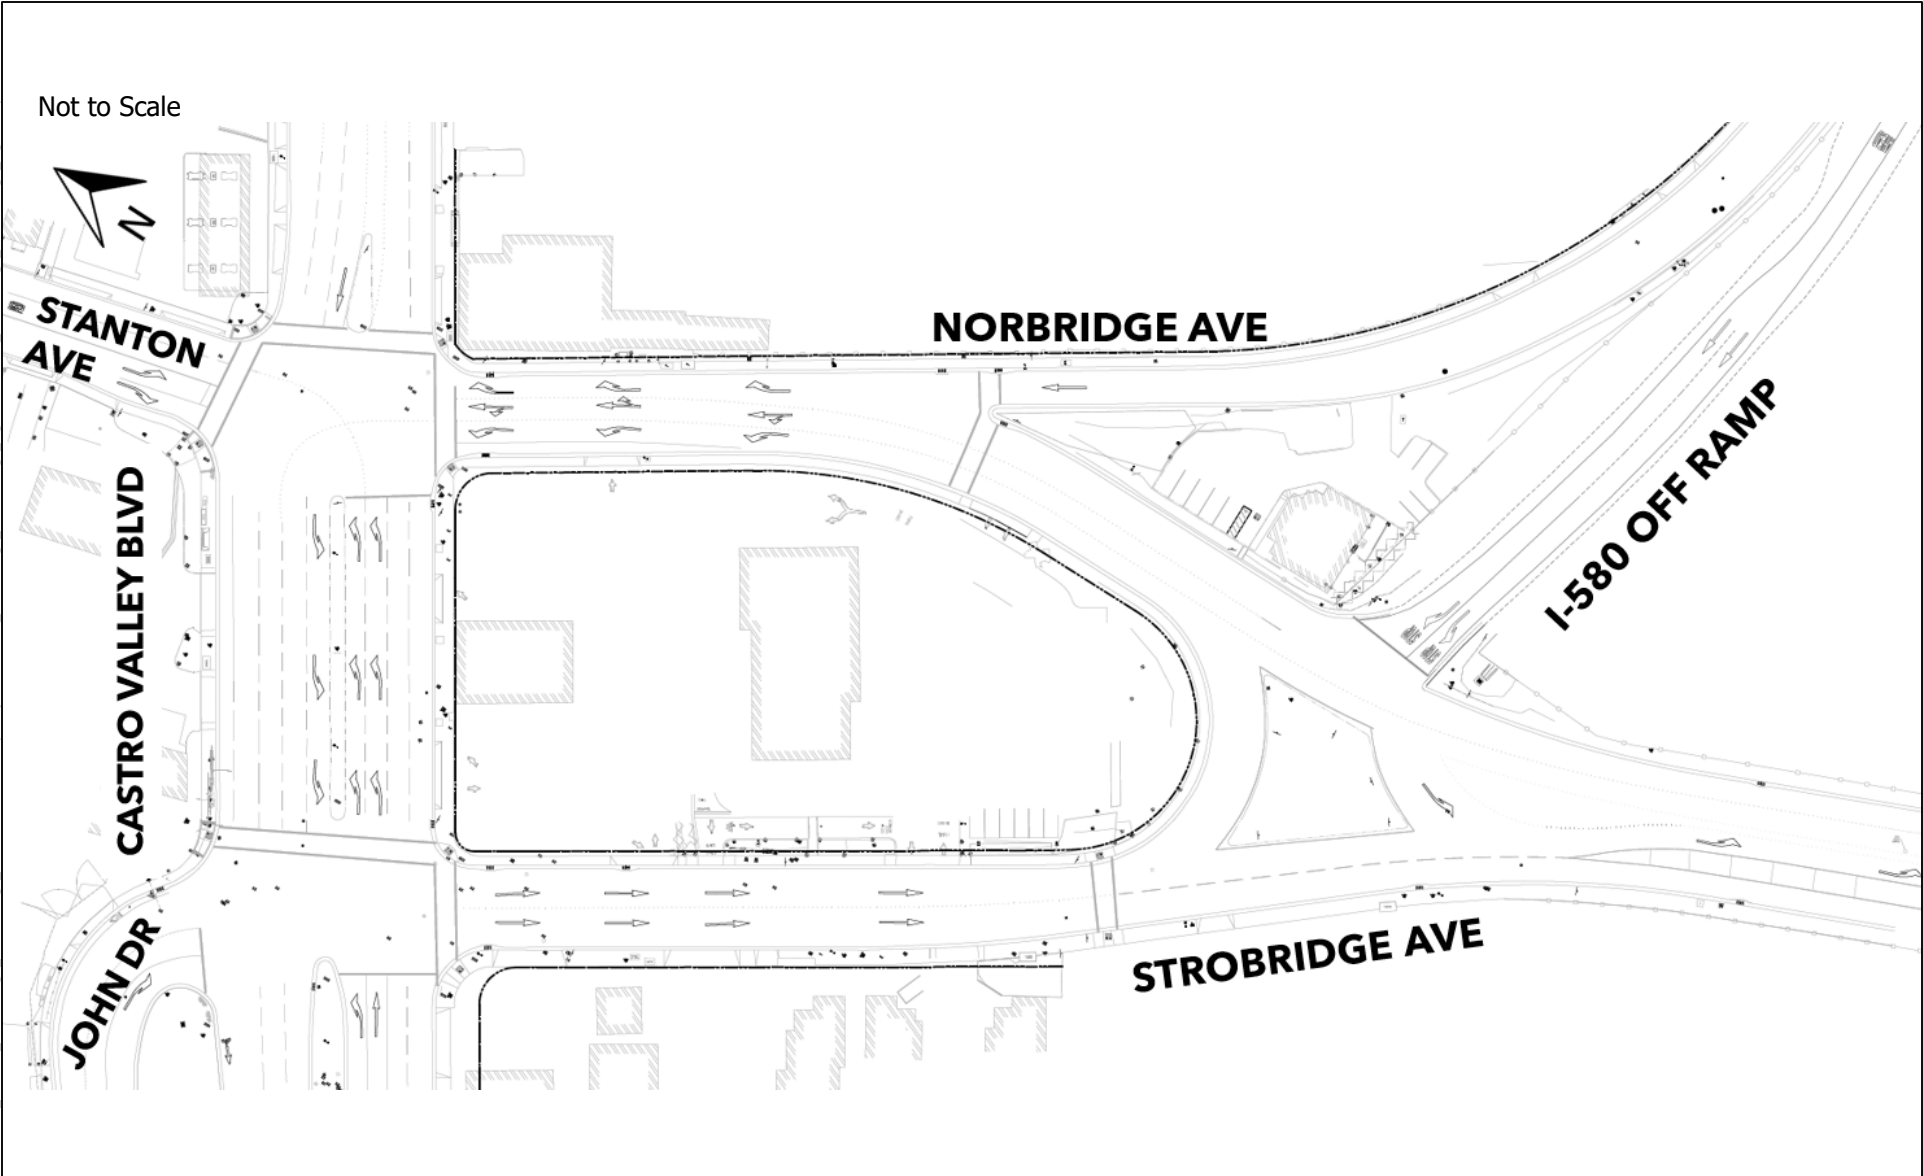 Not to Scale
N
STANTON
AVE
NORBRIDGE AVE
I-580 OFF RAMP
CASTRO VALLEY BLVD
JOHN DR
STROBRIDGE AVE